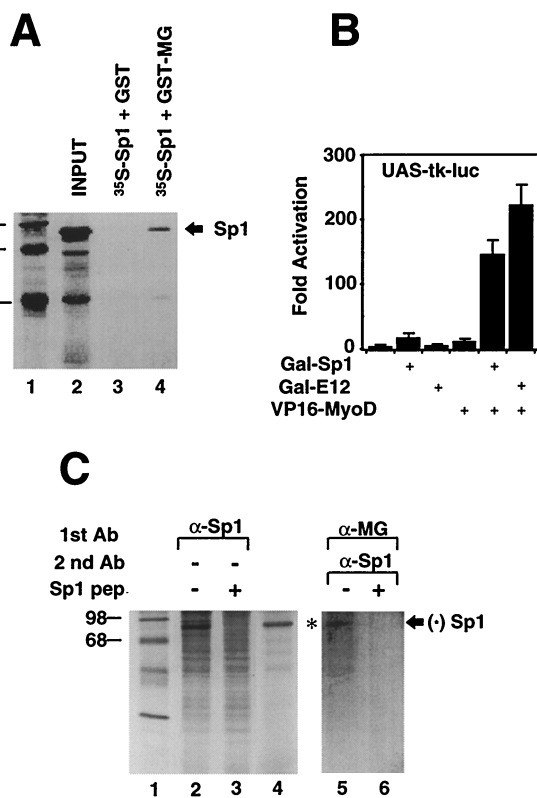 A
INPUT
35S-Sp1 + GST
35S-Sp1 + GST-MG
Sp1
1 2 3 4
B
UAS-tk-luc
Fold Activation
300
200
100
0
Gal-Sp1 + +
Gal-E12 + +
VP16-MyoD + + +
C
1st Ab α-Sp1 α-MG
2 nd Ab - - α-Sp1
Sp1 pep. - + - +
98
68
* (·) Sp1
1 2 3 4 5 6